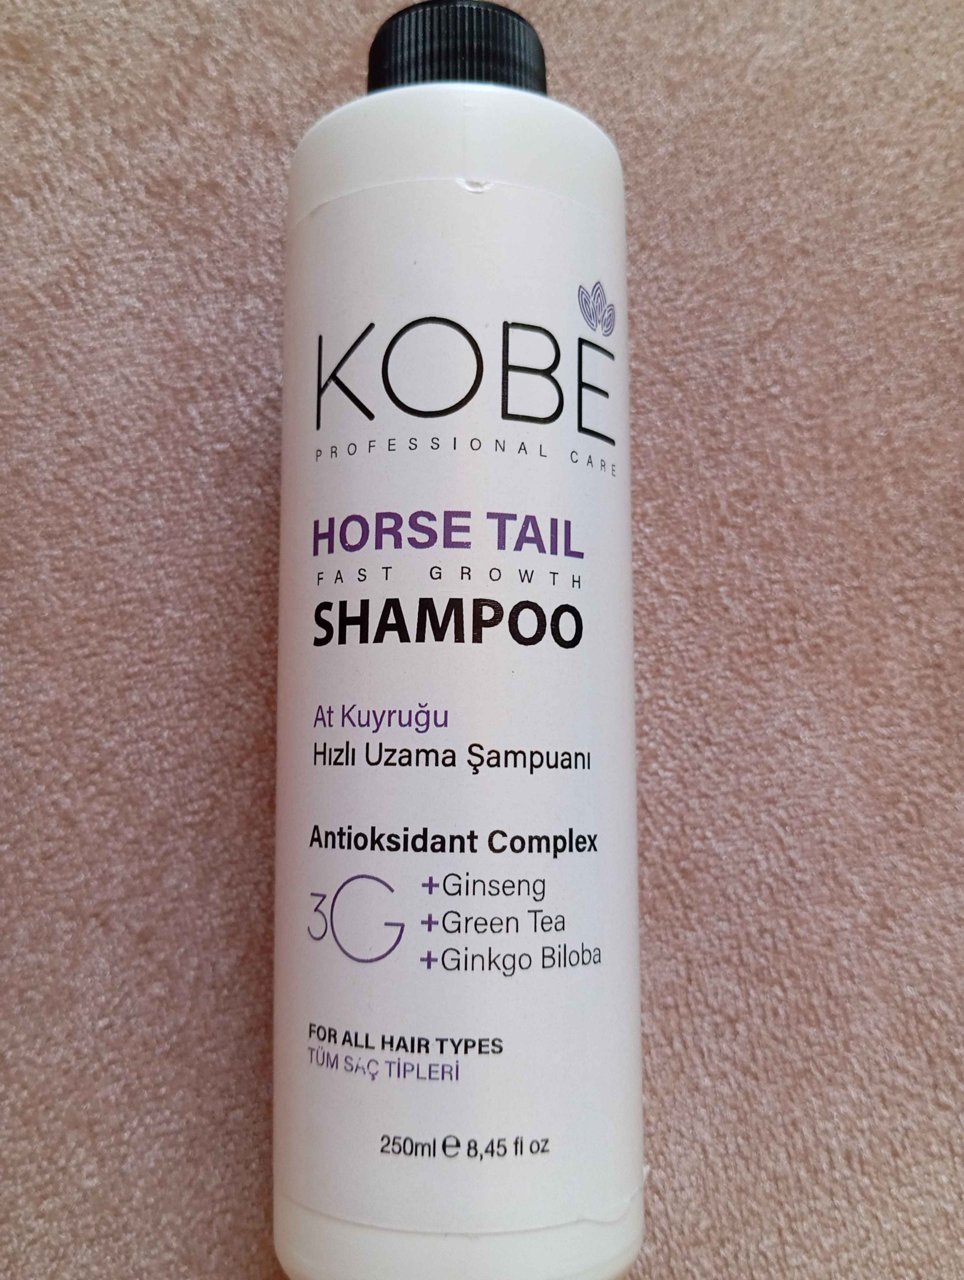 KOBE
PROFESSIONAL CARE
HORSE TAIL
FAST GROWTH
SHAMPOO
At Kuyruğu
Hızlı Uzama Şampuanı
Antioksidant Complex
3G
+Ginseng
+Green Tea
+Ginkgo Biloba
FOR ALL HAIR TYPES
TÜM SAÇ TİPLERİ
250ml ℮ 8,45 fl oz